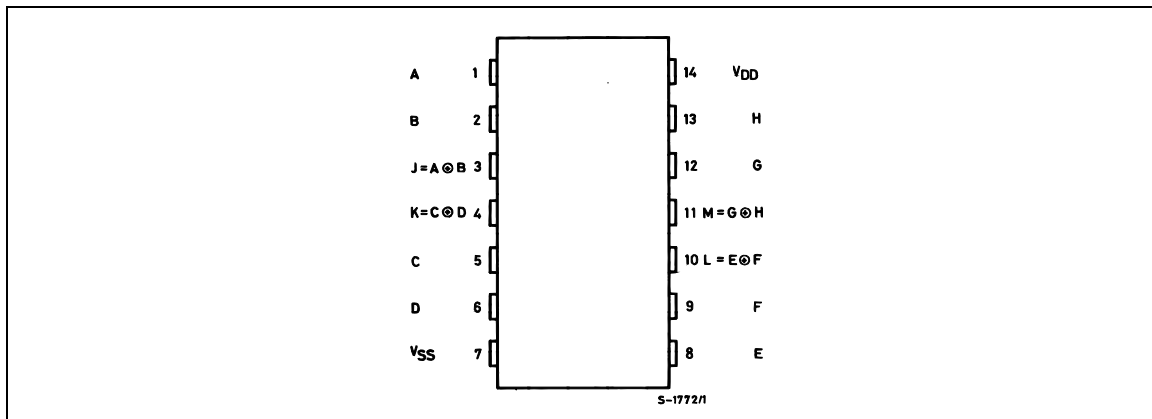 A 1 14 VDD
B 2 13 H
J=A⊕B 3 12 G
K=C⊕D 4 11 M=G⊕H
C 5 10 L=E⊕F
D 6 9 F
VSS 7 8 E
S-1772/1